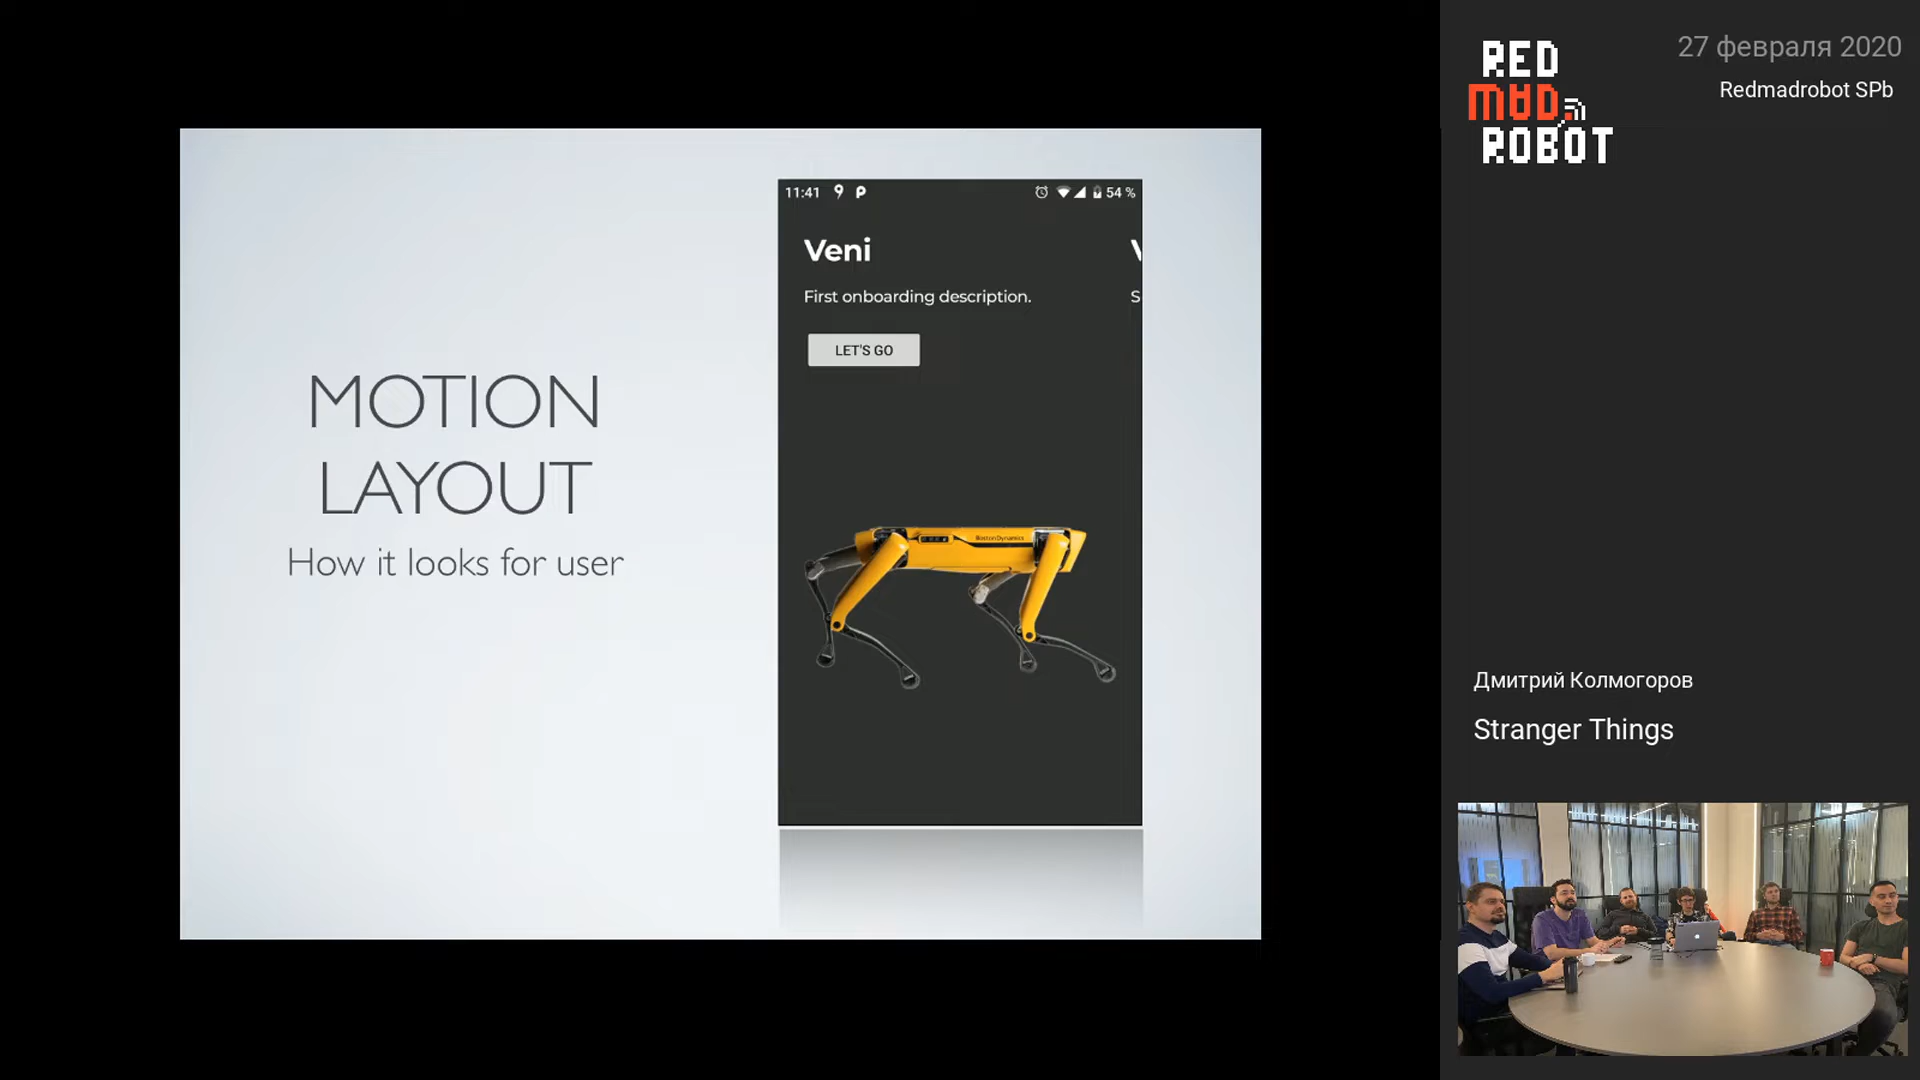 MOTION
LAYOUT
How it looks for user
11:41
54 %
Veni
V
First onboarding description.
S
LET'S GO
BostonDynamics
RED
MAD
ROBOT
27 февраля 2020
Redmadrobot SPb
Дмитрий Колмогоров
Stranger Things